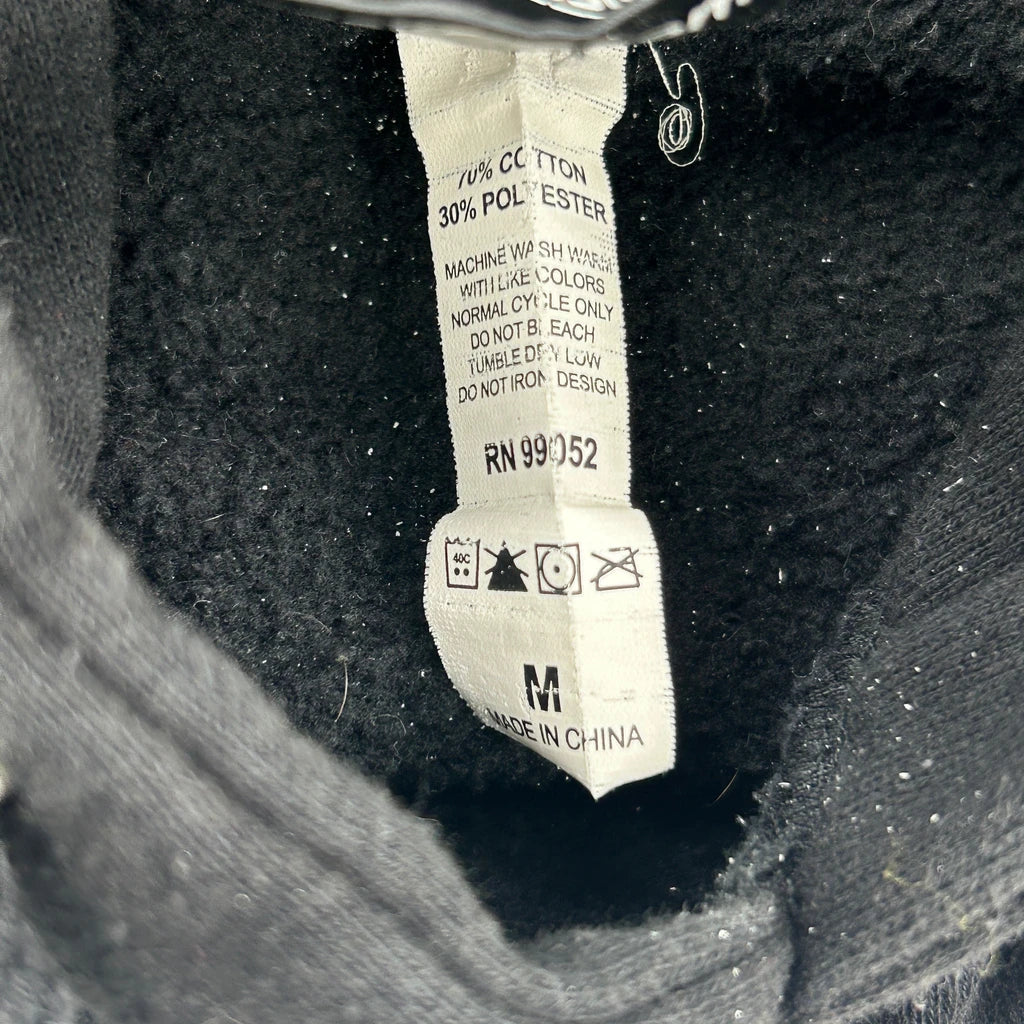 70% COTTON
30% POLYESTER
MACHINE WASH WARM
WITH LIKE COLORS
NORMAL CYCLE ONLY
DO NOT BLEACH
TUMBLE DRY LOW
DO NOT IRON DESIGN
RN 99052
40C
M
MADE IN CHINA